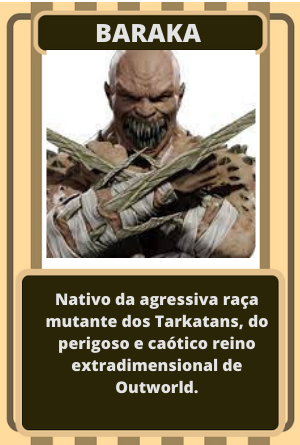 BARAKA
Nativo da agressiva raça
mutante dos Tarkatans, do
perigoso e caótico reino
extradimensional de
Outworld.